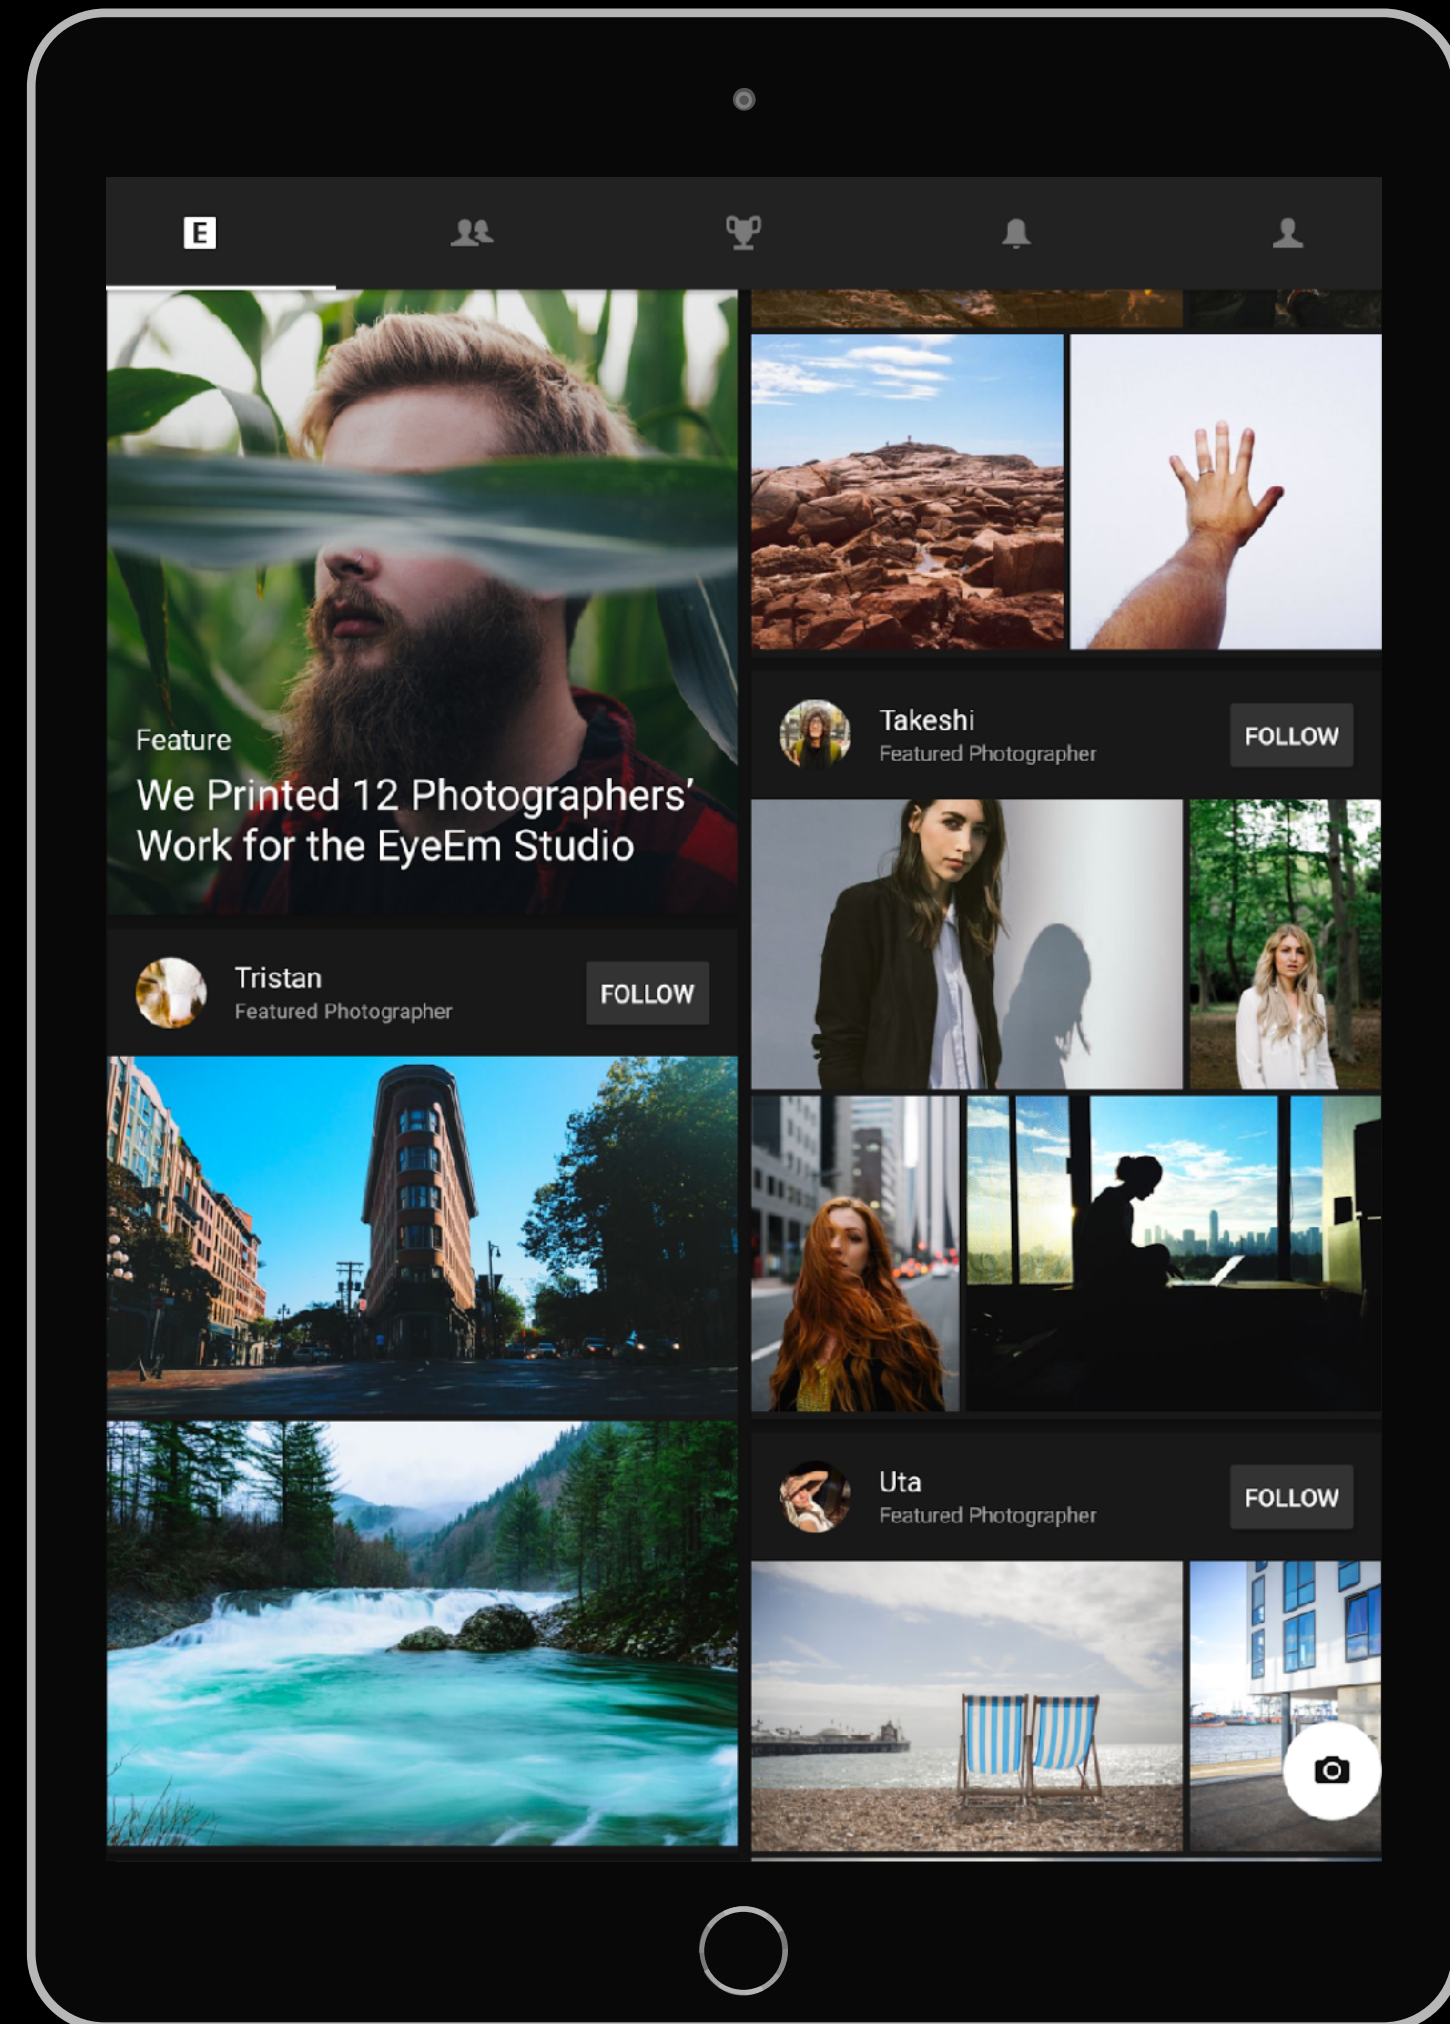 E
Feature
We Printed 12 Photographers’
Work for the EyeEm Studio
Tristan
Featured Photographer
FOLLOW
Takeshi
Featured Photographer
FOLLOW
Uta
Featured Photographer
FOLLOW